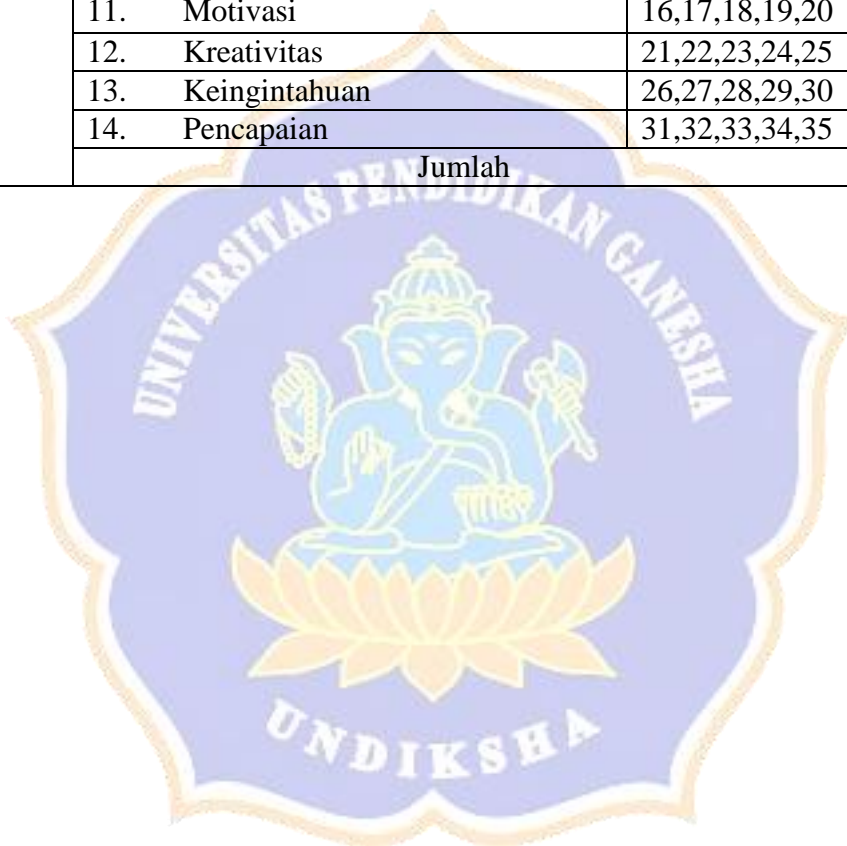 11. Motivasi 16,17,18,19,20
12. Kreativitas 21,22,23,24,25
13. Keingintahuan 26,27,28,29,30
14. Pencapaian 31,32,33,34,35
Jumlah
UNIVERSITAS PENDIDIKAN GANESHA
UNDIKSHA